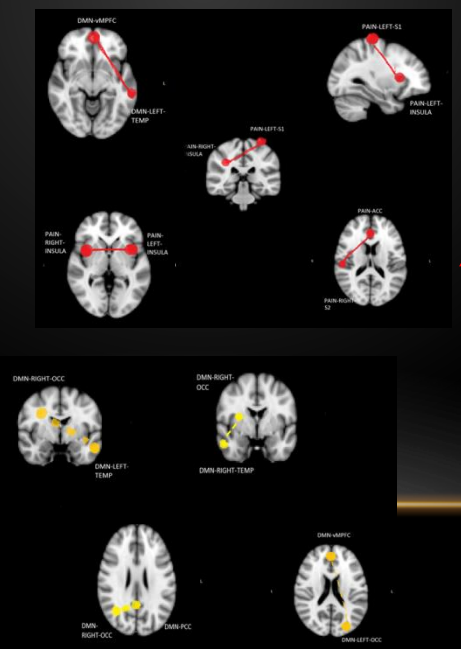 DMN-vMPFC
L
DMN-LEFT-
TEMP
PAIN-LEFT-S1
PAIN-LEFT-
INSULA
PAIN-LEFT-S1
AIN-RIGHT-
NSULA
PAIN-
RIGHT-
INSULA
PAIN-
LEFT-
INSULA
PAIN-ACC
L
PAIN-RIGHT-
S2
DMN-RIGHT-OCC
DMN-LEFT-
TEMP
DMN-RIGHT-
OCC
DMN-RIGHT-TEMP
L
DMN-
RIGHT-OCC
DMN-PCC
DMN-vMPFC
L
DMN-LEFT-OCC